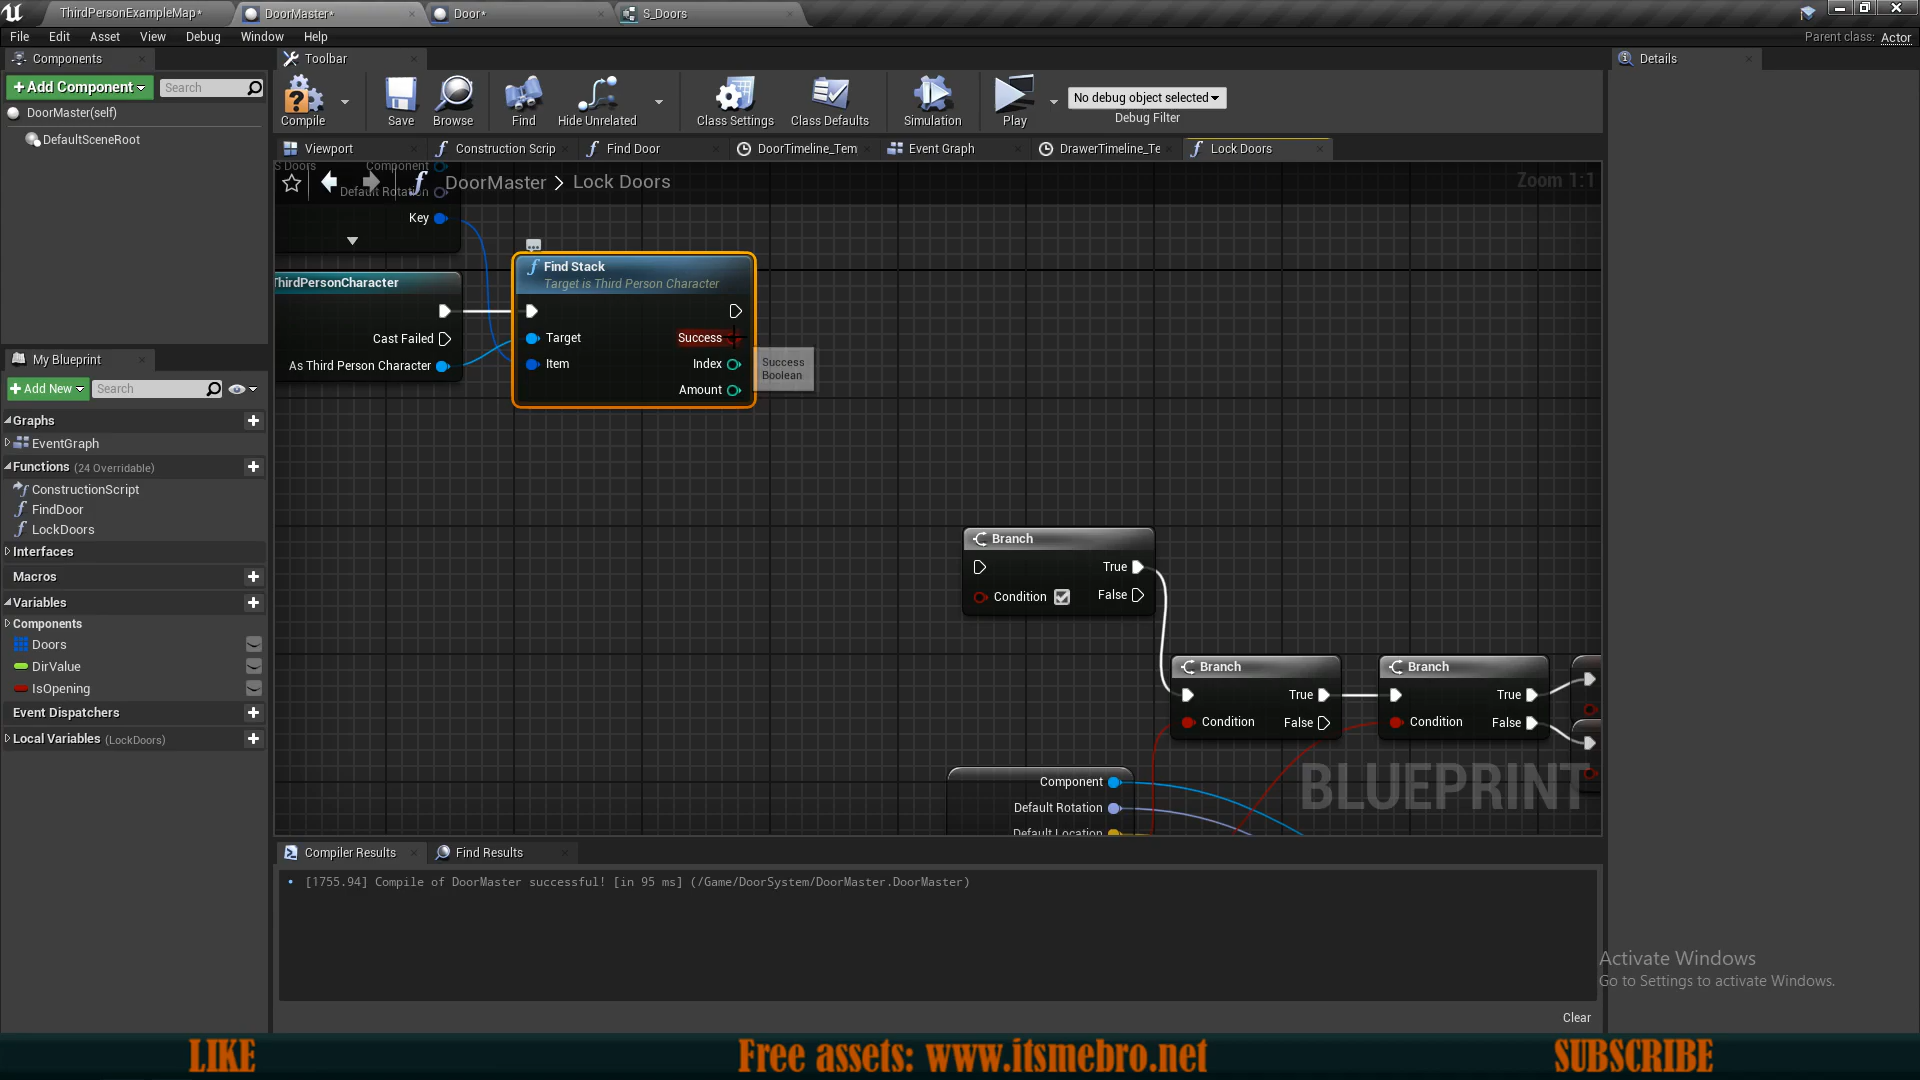 ThirdPersonExampleMap*
DoorMaster*
Door*
S_Doors
File
Edit
Asset
View
Debug
Window
Help
Parent class: Actor
Components
Toolbar
Details
+Add Component
Search
DoorMaster(self)
DefaultSceneRoot
Compile
Save
Browse
Find
Hide Unrelated
Class Settings
Class Defaults
Simulation
Play
No debug object selected
Debug Filter
Viewport
Construction Scrip
Find Door
DoorTimeline_Tem
Event Graph
DrawerTimeline_Te
Lock Doors
DoorMaster > Lock Doors
Zoom 1:1
S Doors
Component
Default Rotation
Key
ThirdPersonCharacter
Cast Failed
As Third Person Character
Find Stack
Target is Third Person Character
Target
Success
Item
Index
Amount
Success
Boolean
Branch
True
Condition
False
Branch
True
Condition
False
Branch
True
Condition
False
Component
Default Rotation
Default Location
BLUEPRINT
My Blueprint
+Add New
Search
Graphs
EventGraph
Functions (24 Overridable)
ConstructionScript
FindDoor
LockDoors
Interfaces
Macros
Variables
Components
Doors
DirValue
IsOpening
Event Dispatchers
Local Variables (LockDoors)
Compiler Results
Find Results
[1755.94] Compile of DoorMaster successful! [in 95 ms] (/Game/DoorSystem/DoorMaster.DoorMaster)
Clear
Activate Windows
Go to Settings to activate Windows.
LIKE
Free assets: www.itsmebro.net
SUBSCRIBE